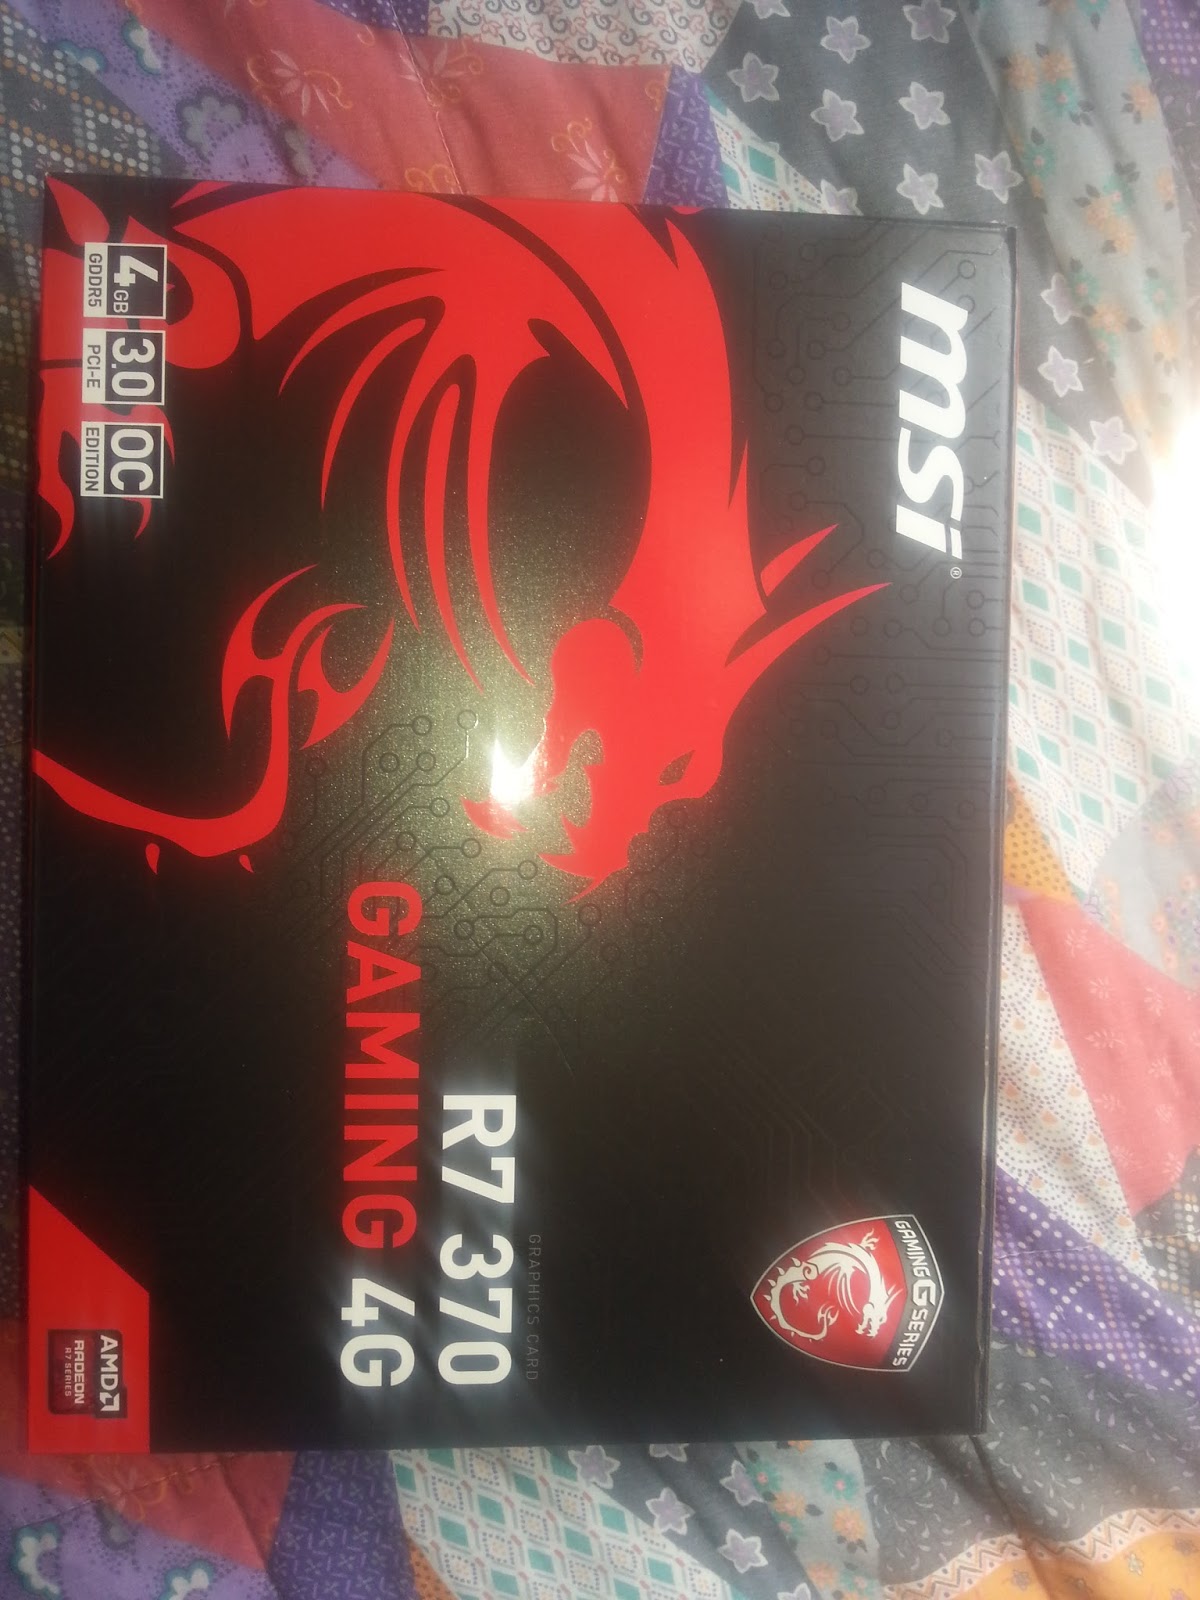 msi®
GAMING G SERIES
GRAPHICS CARD
R7 370
GAMING 4G
4GB
GDDR5
3.0
PCI-E
OC
EDITION
AMD
RADEON
R7 SERIES